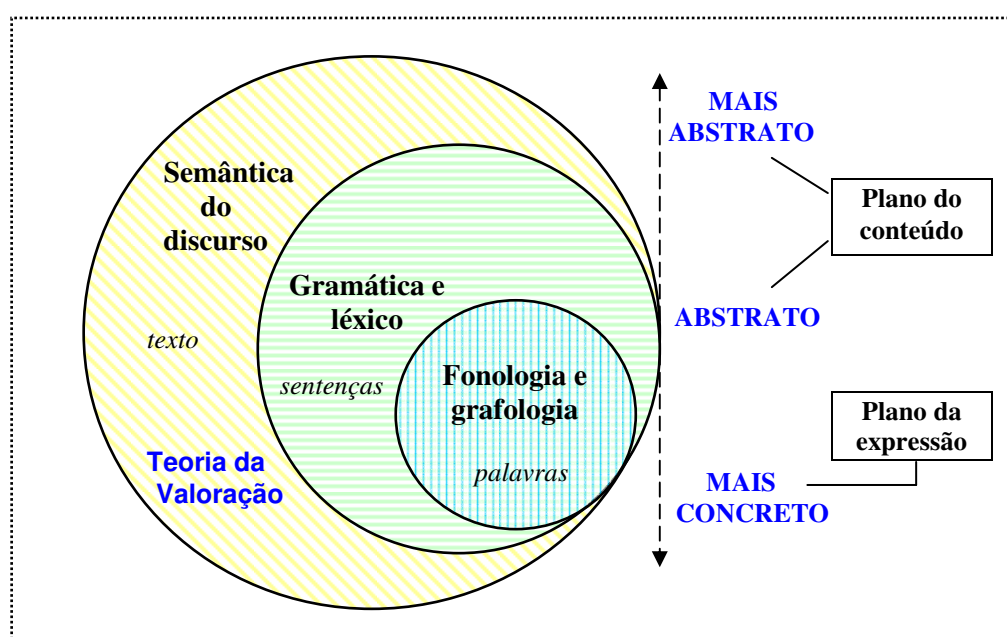 Semântica
do
discurso
texto
Teoria da
Valoração
Gramática e
léxico
sentenças
Fonologia e
grafologia
palavras
MAIS
ABSTRATO
ABSTRATO
MAIS
CONCRETO
Plano do
conteúdo
Plano da
expressão